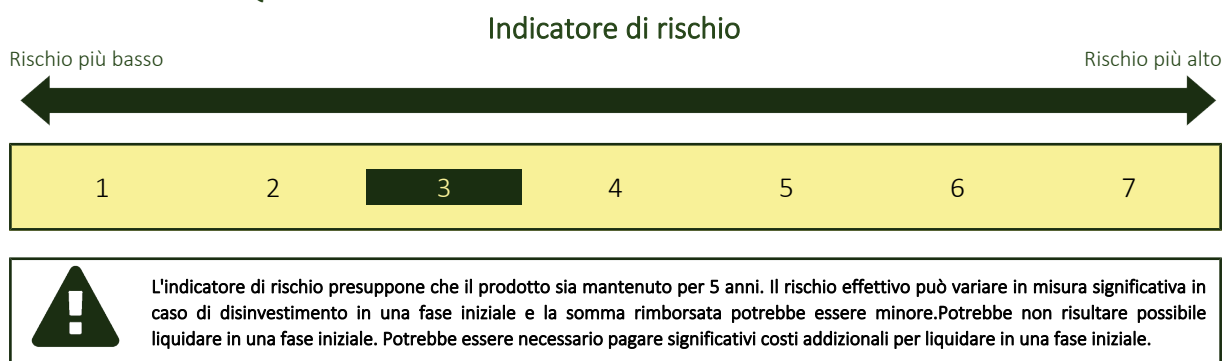 Indicatore di rischio
Rischio più basso
Rischio più alto
1 2 3 4 5 6 7
L'indicatore di rischio presuppone che il prodotto sia mantenuto per 5 anni. Il rischio effettivo può variare in misura significativa in
caso di disinvestimento in una fase iniziale e la somma rimborsata potrebbe essere minore.Potrebbe non risultare possibile
liquidare in una fase iniziale. Potrebbe essere necessario pagare significativi costi addizionali per liquidare in una fase iniziale.